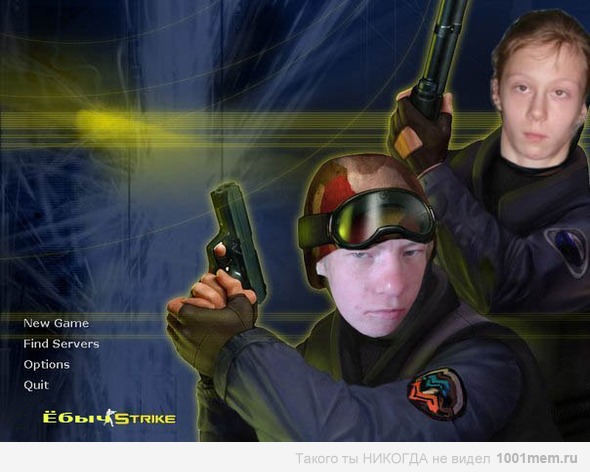 New Game
Find Servers
Options
Quit
ЁбычStrike
Такого ты НИКОГДА не видел 1001mem.ru